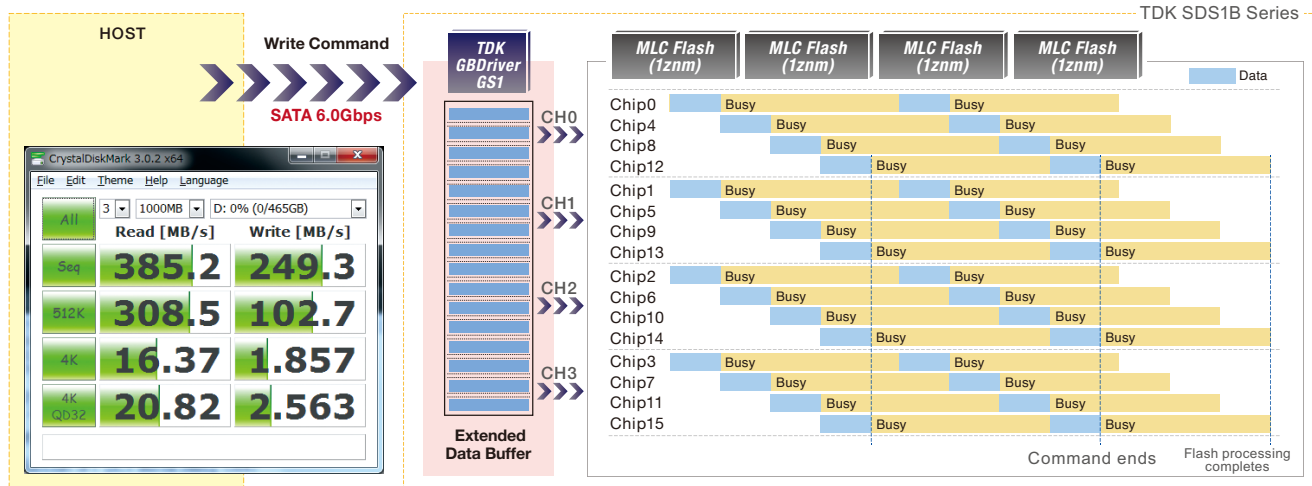 TDK SDS1B Series
HOST
Write Command
SATA 6.0Gbps
TDK
GBDriver
GS1
MLC Flash
(1znm)
MLC Flash
(1znm)
MLC Flash
(1znm)
MLC Flash
(1znm)
Data
CrystalDiskMark 3.0.2 x64
File Edit Theme Help Language
All
3
1000MB
D: 0% (0/465GB)
Read [MB/s] Write [MB/s]
Seq 385.2 249.3
512K 308.5 102.7
4K 16.37 1.857
4K
QD32
20.82 2.563
CH0
CH1
CH2
CH3
Extended
Data Buffer
Chip0 Busy Busy
Chip4 Busy Busy
Chip8 Busy Busy
Chip12 Busy Busy
Chip1 Busy Busy
Chip5 Busy Busy
Chip9 Busy Busy
Chip13 Busy Busy
Chip2 Busy Busy
Chip6 Busy Busy
Chip10 Busy Busy
Chip14 Busy Busy
Chip3 Busy Busy
Chip7 Busy Busy
Chip11 Busy Busy
Chip15 Busy Busy
Command ends
Flash processing
completes